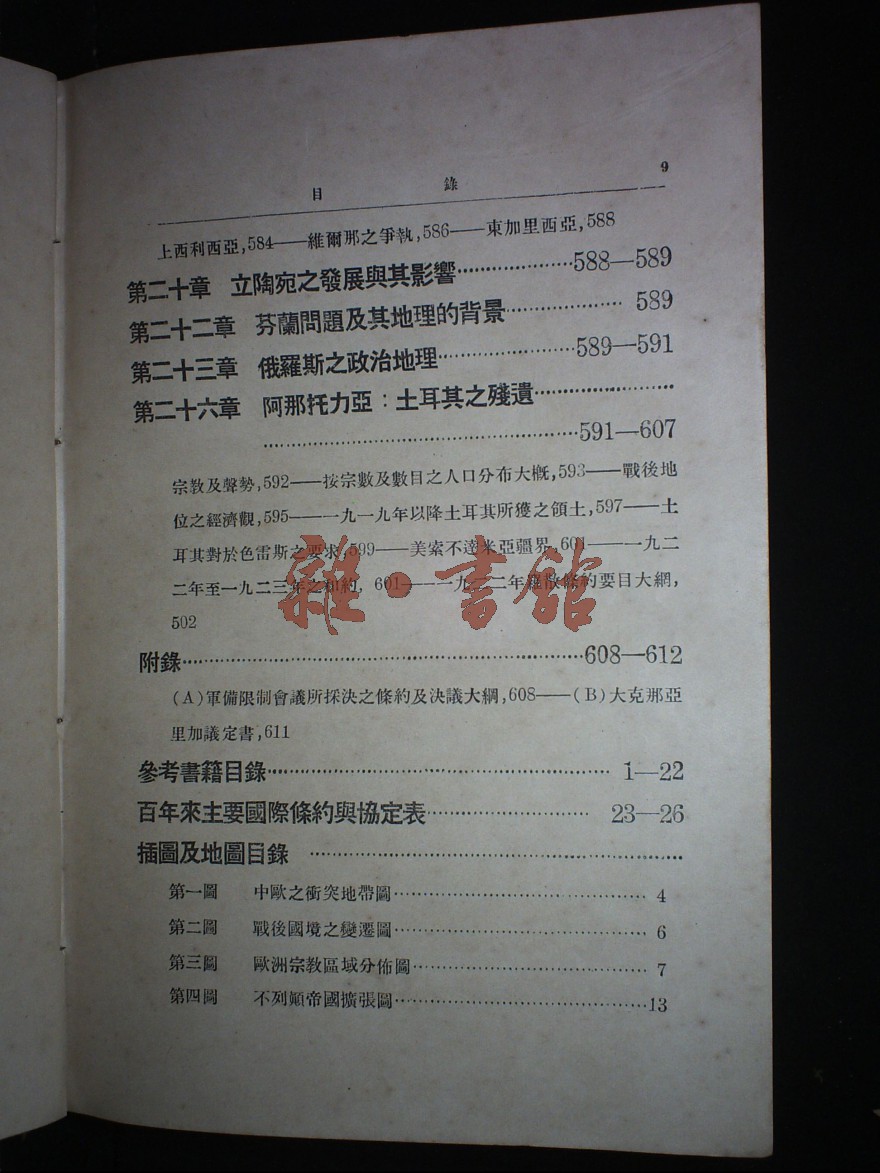 目 錄 9
上西利西亞,584——維爾那之爭執,586——東加里西亞,588
第二十章 立陶宛之發展與其影響…………………588—589
第二十二章 芬蘭問題及其地理的背景………………… 589
第二十三章 俄羅斯之政治地理…………………589—591
第二十六章 阿那托力亞：土耳其之殘遺…………………
…………………591—607
宗教及聲勢,592——按宗數及數目之人口分布大概,593——戰後地
位之經濟觀,595——一九一九年以降土耳其所獲之領土,597——土
耳其對於色雷斯之要求,599——美索不達米亞疆界,601——一九二
二年至一九二三年之和約, 601——一九二二年羅散條約要目大網,
502
雜·書館
附錄…………………608—612
(A)軍備限制會議所採決之條約及決議大綱,608——(B)大克那亞
里加議定書,611
參考書籍目錄………………… 1—22
百年來主要國際條約與協定表………………… 23—26
插圖及地圖目錄 …………………
第一圖 中歐之衝突地帶圖………………… 4
第二圖 戰後國境之變遷圖………………… 6
第三圖 歐洲宗教區域分佈圖………………… 7
第四圖 不列顛帝國擴張圖…………………13